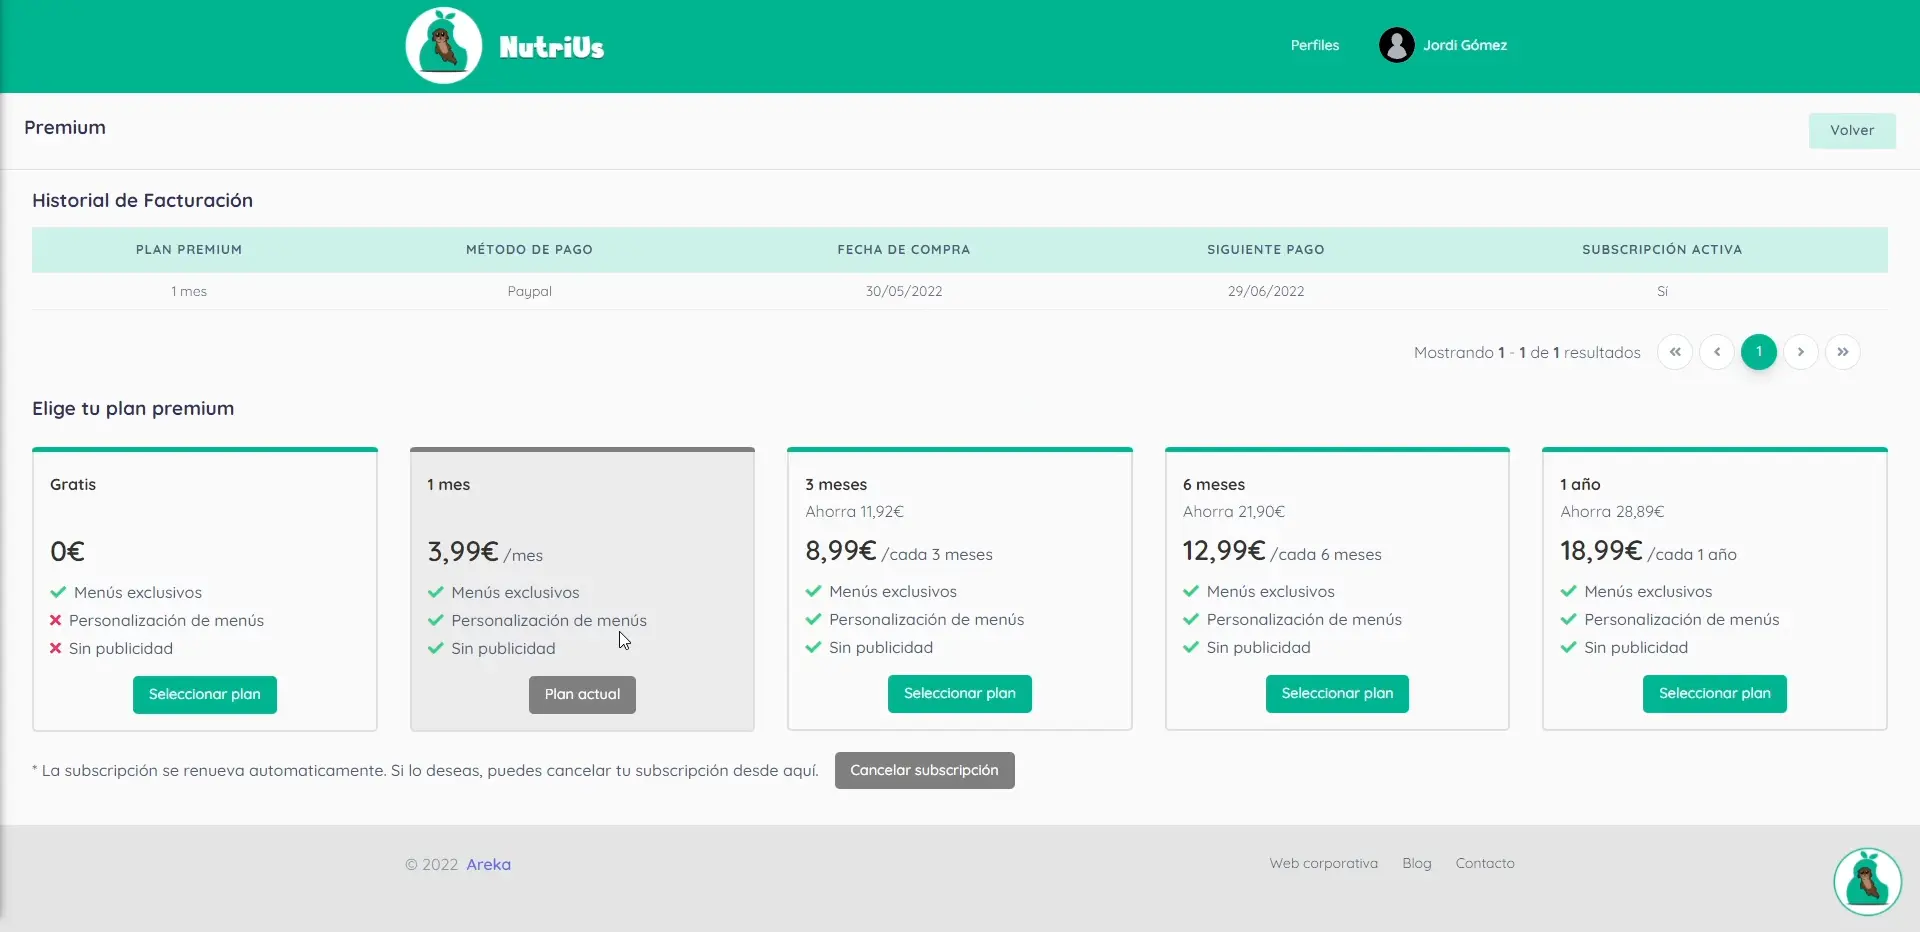 NutriUs
Perfiles
Jordi Gómez
Premium
Volver
Historial de Facturación
PLAN PREMIUM MÉTODO DE PAGO FECHA DE COMPRA SIGUIENTE PAGO SUBSCRIPCIÓN ACTIVA
1 mes Paypal 30/05/2022 29/06/2022 Sí
Mostrando 1 - 1 de 1 resultados « ‹ 1 › »
Elige tu plan premium
Gratis
0€
Menús exclusivos
Personalización de menús
Sin publicidad
Seleccionar plan
1 mes
3,99€ /mes
Menús exclusivos
Personalización de menús
Sin publicidad
Plan actual
3 meses
Ahorra 11,92€
8,99€ /cada 3 meses
Menús exclusivos
Personalización de menús
Sin publicidad
Seleccionar plan
6 meses
Ahorra 21,90€
12,99€ /cada 6 meses
Menús exclusivos
Personalización de menús
Sin publicidad
Seleccionar plan
1 año
Ahorra 28,89€
18,99€ /cada 1 año
Menús exclusivos
Personalización de menús
Sin publicidad
Seleccionar plan
* La subscripción se renueva automaticamente. Si lo deseas, puedes cancelar tu subscripción desde aquí. Cancelar subscripción
© 2022 Areka
Web corporativa Blog Contacto